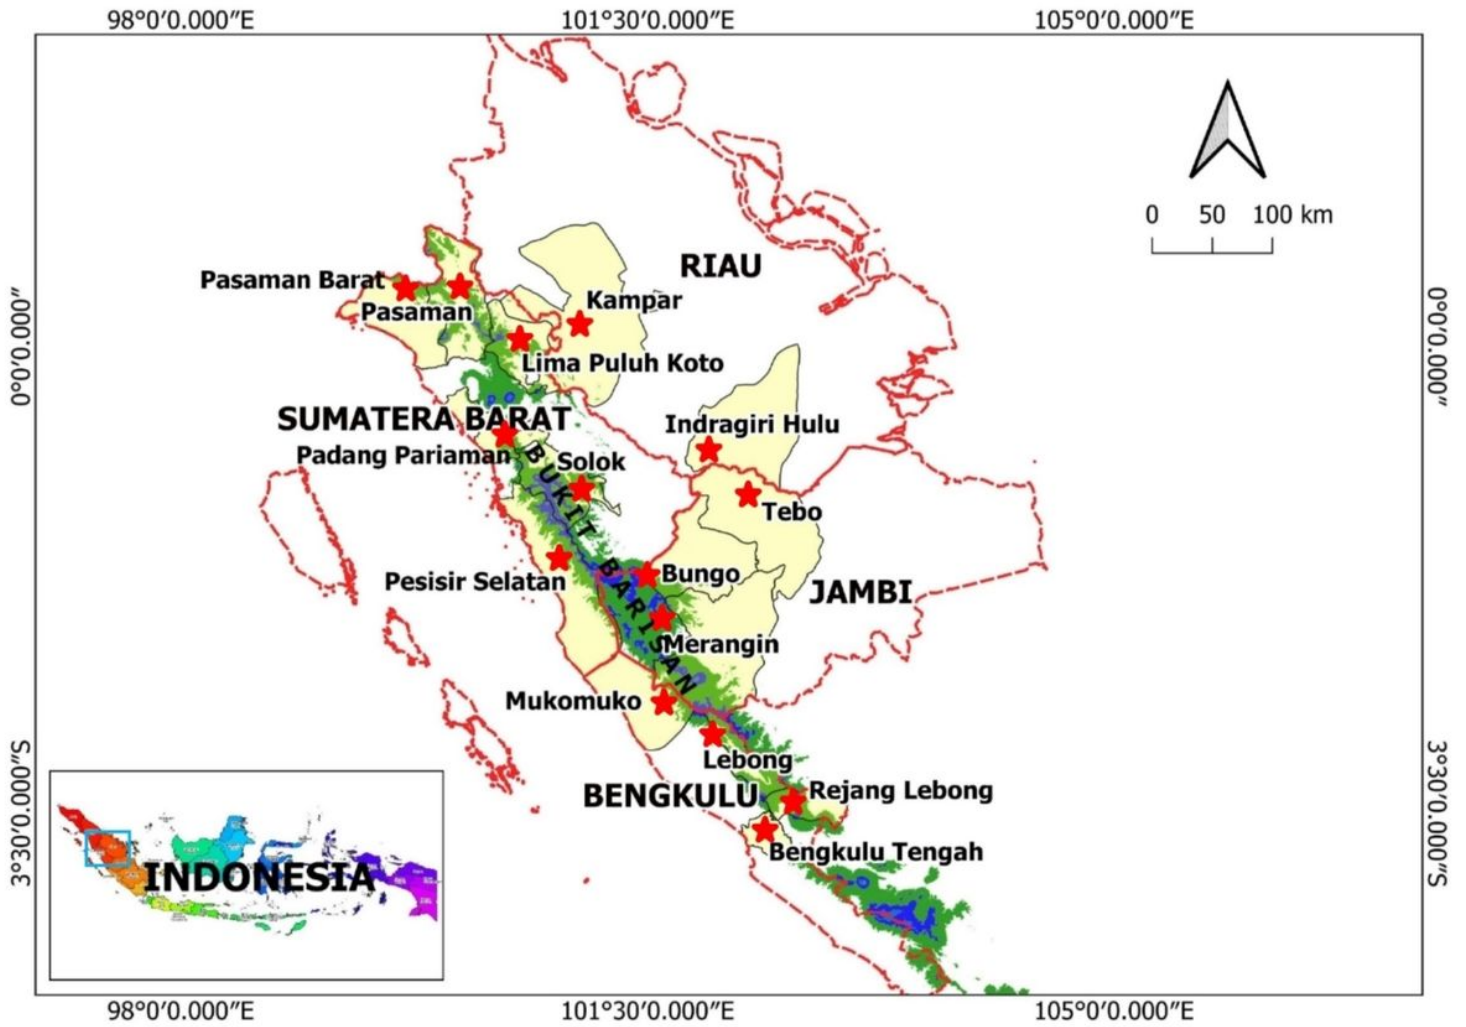 98°0′0.000″E 101°30′0.000″E 105°0′0.000″E
0 50 100 km
RIAU
Pasaman Barat
Kampar
Pasaman
0°0′0.000″
0°0′0.000″
Lima Puluh Koto
SUMATERA BARAT
Indragiri Hulu
Padang Pariaman
BUKIT BARISAN
Solok
Tebo
Pesisir Selatan
Bungo
JAMBI
Merangin
Mukomuko
Lebong
BENGKULU
Rejang Lebong
3°30′0.000″S
3°30′0.000″S
Bengkulu Tengah
INDONESIA
98°0′0.000″E 101°30′0.000″E 105°0′0.000″E